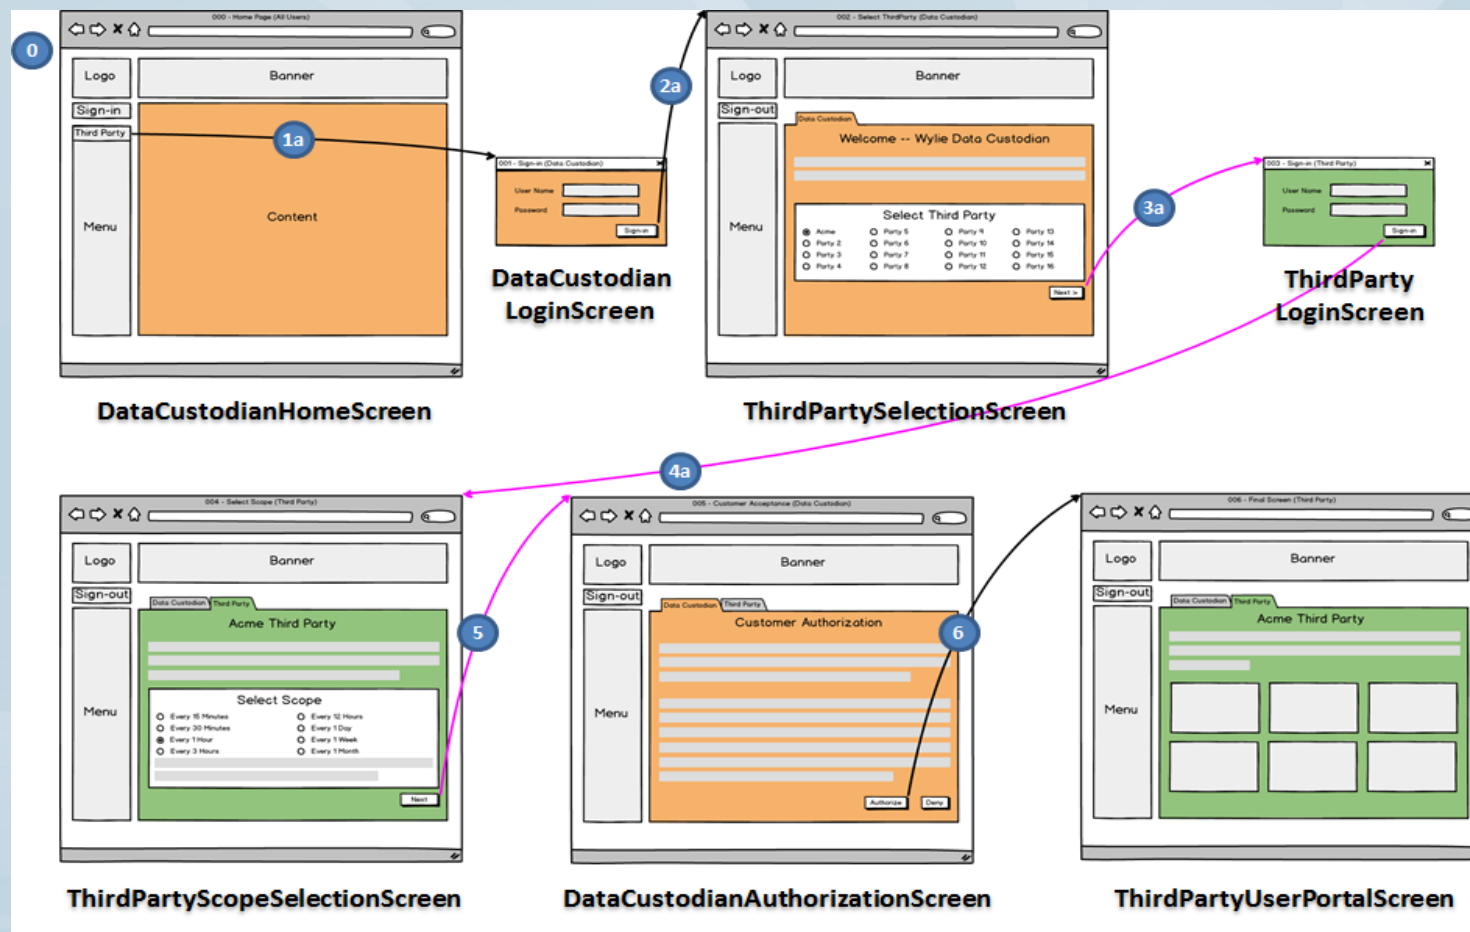 000 - Home Page (All Users)
0
Logo
Banner
Sign-in
Third Party
1a
Menu
Content
001 - Sign-in (Data Custodian)
User Name
Password
Sign-in
DataCustodian
LoginScreen
2a
002 - Select ThirdParty (Data Custodian)
Logo
Banner
Sign-out
Data Custodian
Welcome -- Wylie Data Custodian
Menu
Select Third Party
Acme
Party 5
Party 9
Party 13
Party 2
Party 6
Party 10
Party 14
Party 3
Party 7
Party 11
Party 15
Party 4
Party 8
Party 12
Party 16
Next >
3a
003 - Sign-in (Third Party)
User Name
Password
Sign-in
ThirdParty
LoginScreen
DataCustodianHomeScreen
ThirdPartySelectionScreen
4a
004 - Select Scope (Third Party)
Logo
Banner
Sign-out
Data Custodian
Third Party
Acme Third Party
Menu
Select Scope
Every 15 Minutes
Every 12 Hours
Every 30 Minutes
Every 1 Day
Every 1 Hour
Every 1 Week
Every 3 Hours
Every 1 Month
Next
5
005 - Customer Acceptance (Data Custodian)
Logo
Banner
Sign-out
Data Custodian
Third Party
Customer Authorization
Menu
Authorize
Deny
6
006 - Final Screen (Third Party)
Logo
Banner
Sign-out
Data Custodian
Third Party
Acme Third Party
Menu
ThirdPartyScopeSelectionScreen
DataCustodianAuthorizationScreen
ThirdPartyUserPortalScreen